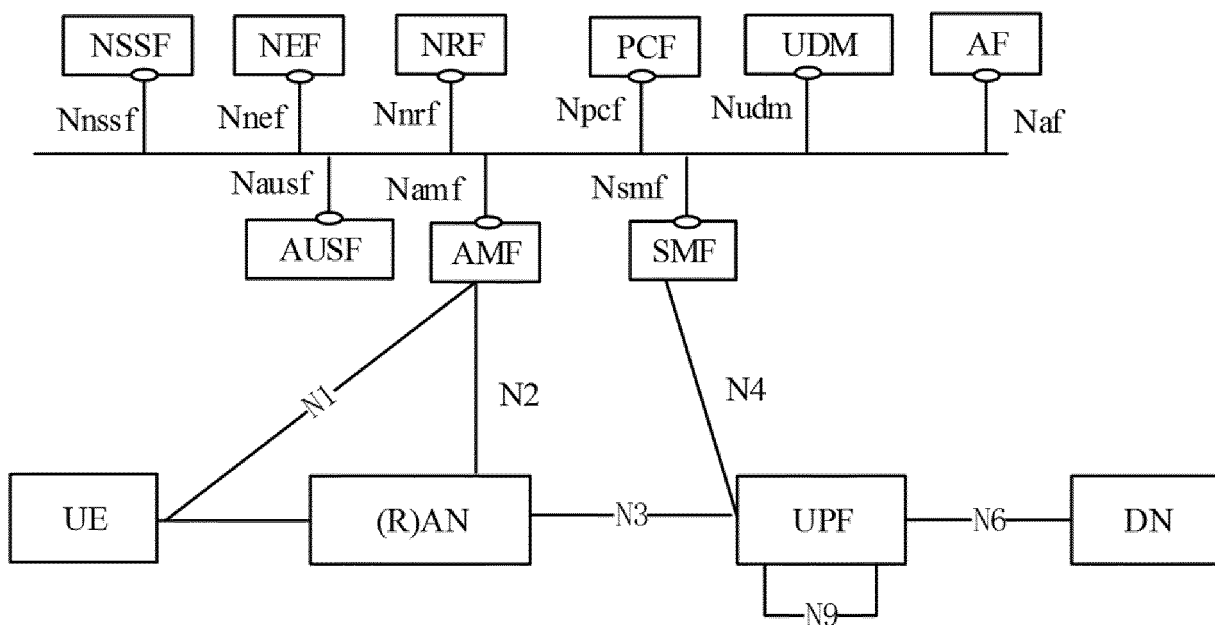 NSSF NEF NRF PCF UDM AF
Nnssf Nnef Nnrf Npcf Nudm Naf
Nausf Namf Nsmf
AUSF AMF SMF
N1 N2 N4
UE (R)AN N3 UPF N6 DN
N9